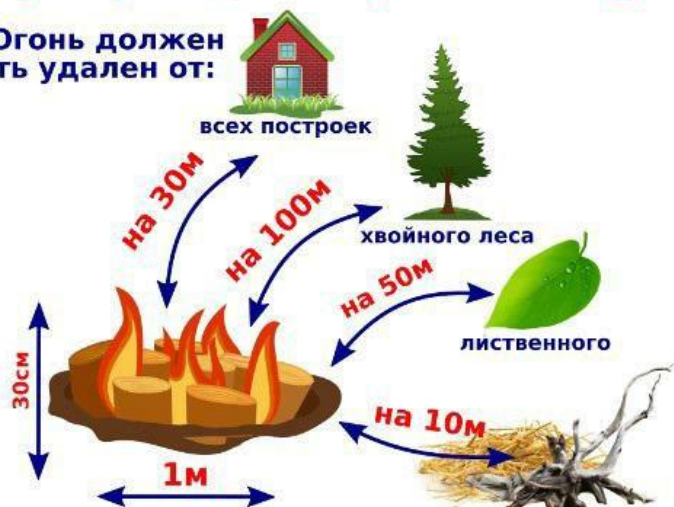 Огонь должен
ть удален от:
всех построек
на 30м
на 100м
хвойного леса
на 50м
лиственного
30см
на 10м
1м